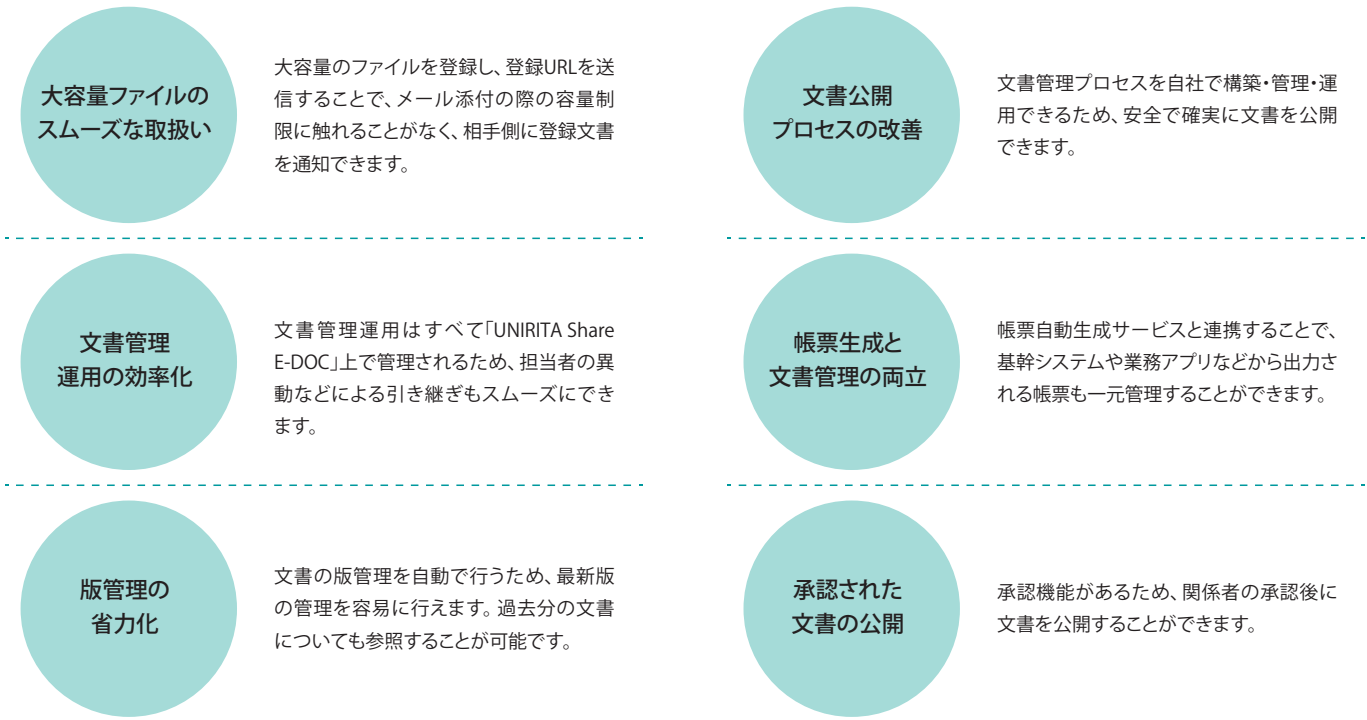 大容量ファイルの
スムーズな取扱い
大容量のファイルを登録し、登録URLを送
信することで、メール添付の際の容量制
限に触れることがなく、相手側に登録文書
を通知できます。
文書公開
プロセスの改善
文書管理プロセスを自社で構築・管理・運
用できるため、安全で確実に文書を公開
できます。
文書管理
運用の効率化
文書管理運用はすべて「UNIRITA Share
E-DOC」上で管理されるため、担当者の異
動などによる引き継ぎもスムーズにでき
ます。
帳票生成と
文書管理の両立
帳票自動生成サービスと連携することで、
基幹システムや業務アプリなどから出力さ
れる帳票も一元管理することができます。
版管理の
省力化
文書の版管理を自動で行うため、最新版
の管理を容易に行えます。過去分の文書
についても参照することが可能です。
承認された
文書の公開
承認機能があるため、関係者の承認後に
文書を公開することができます。